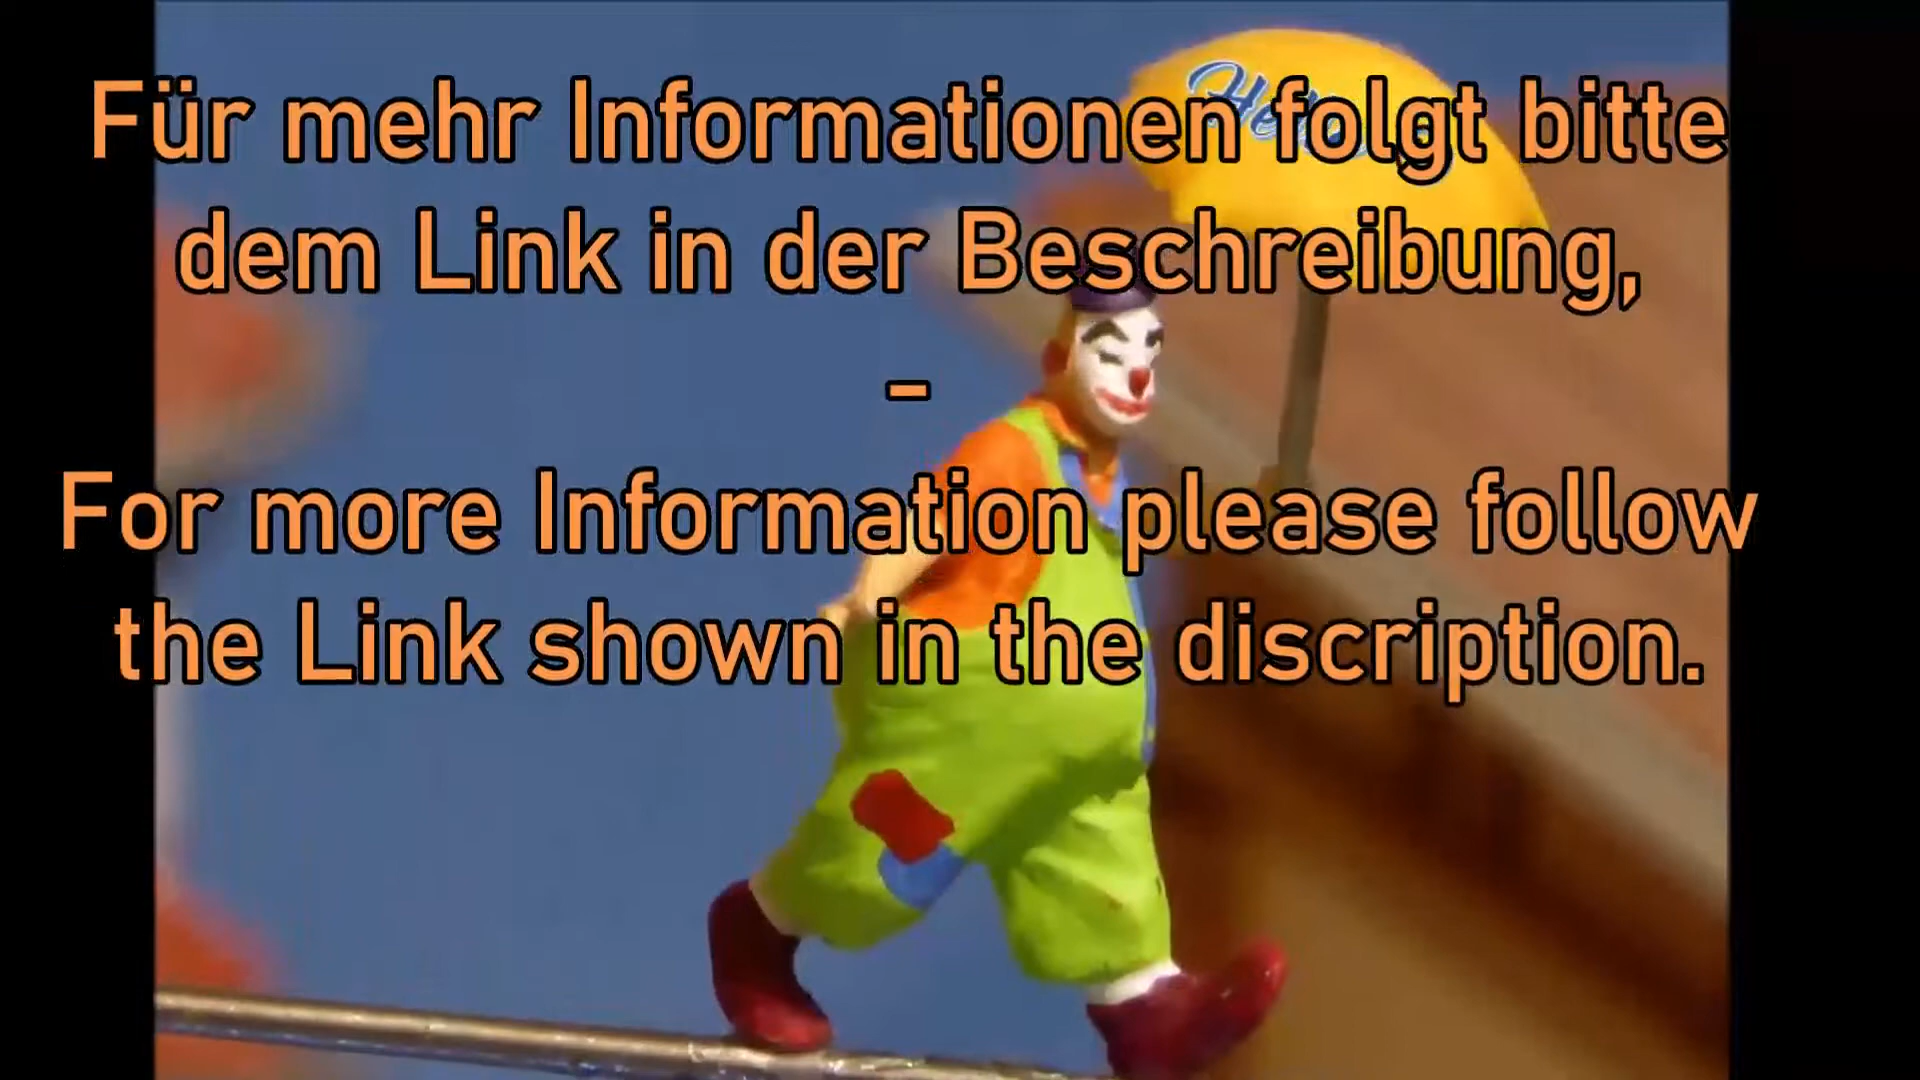 Für mehr Informationen folgt bitte
dem Link in der Beschreibung,
-
For more Information please follow
the Link shown in the discription.